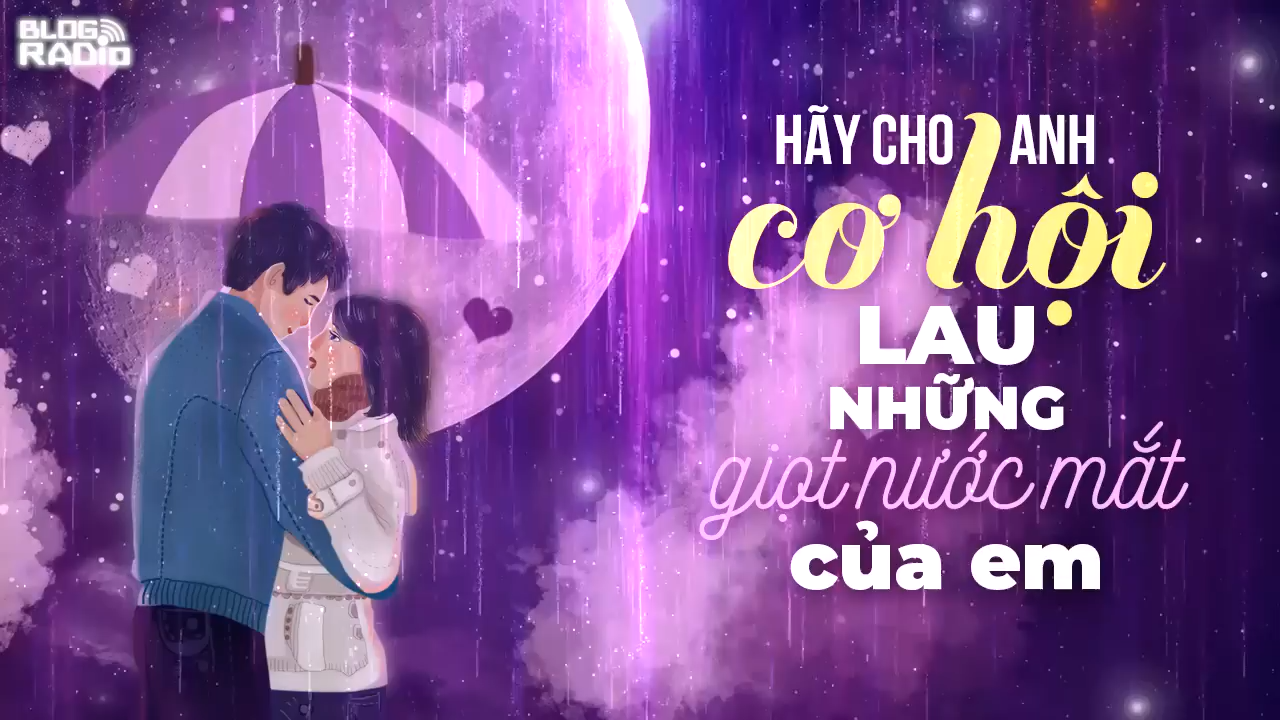 BLOG
RADIO
HÃY CHO ANH
cơ hội
LAU
NHỮNG
giọt nước mắt
của em